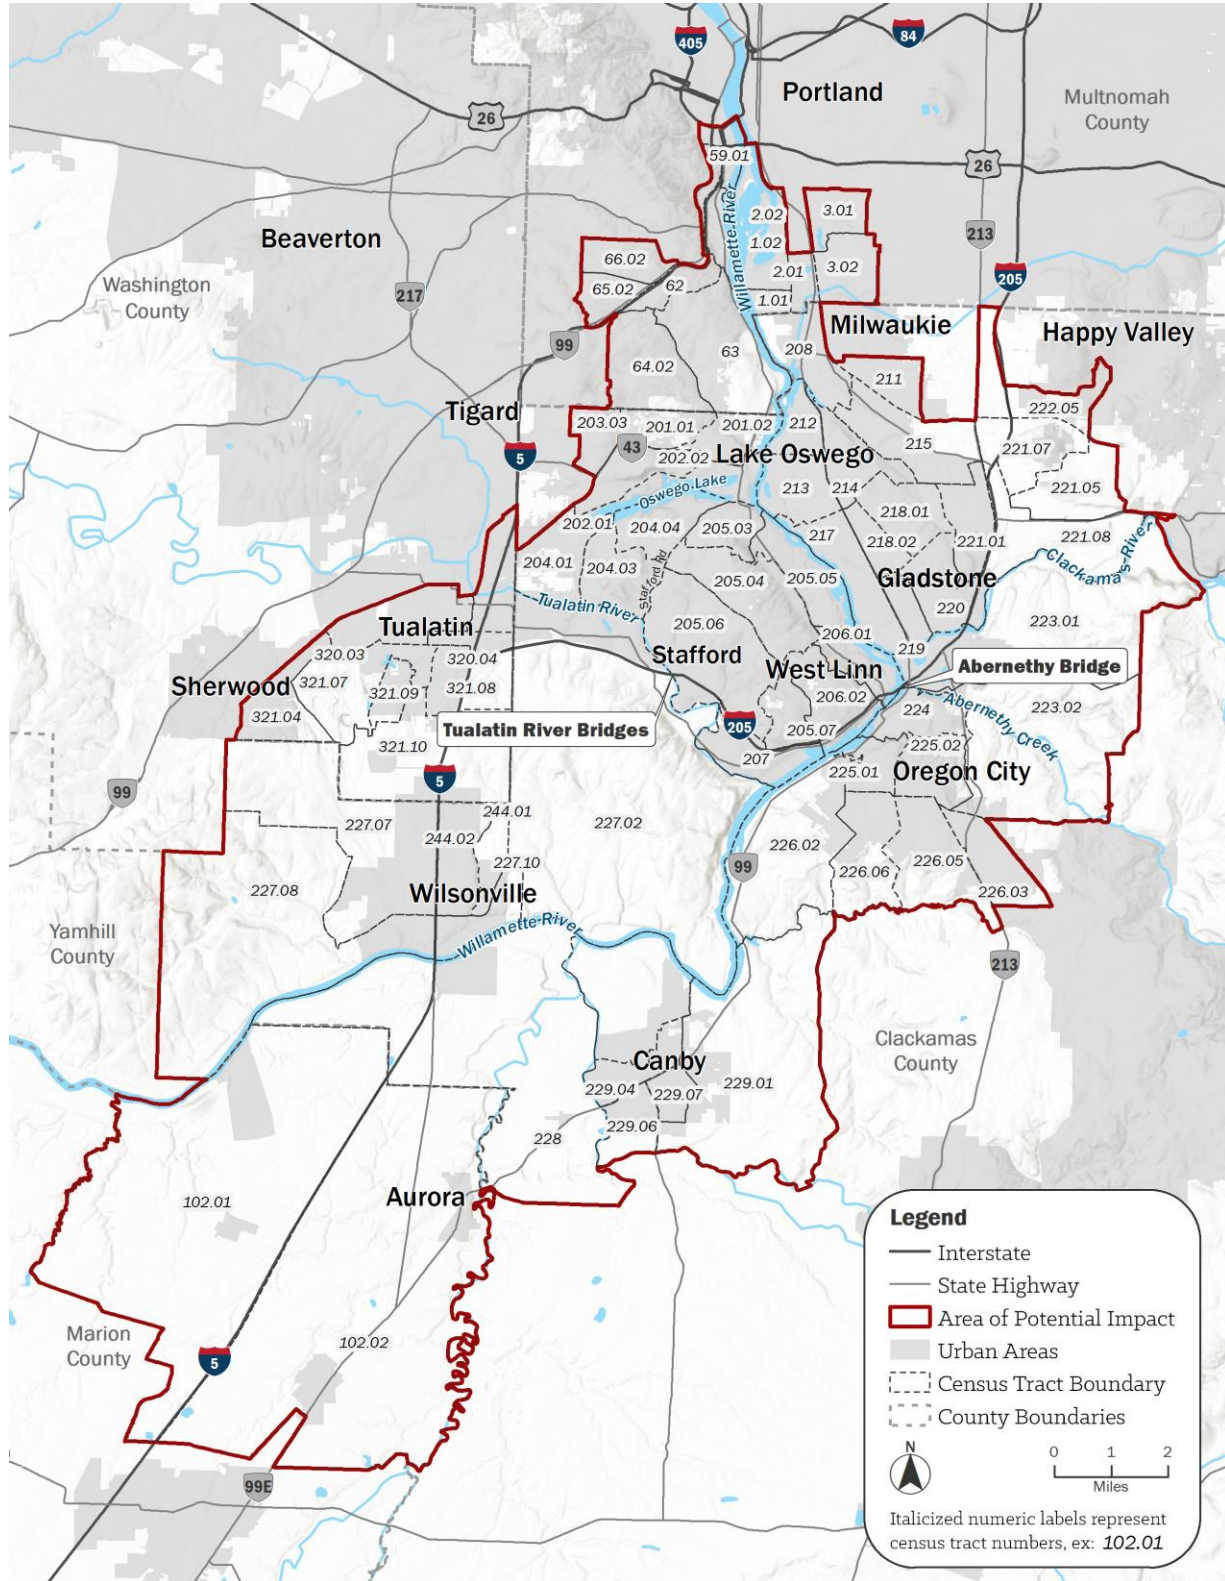 405
84
Portland
Multnomah
County
26
59.01
26
2.02
3.01
Willamette River
Beaverton
213
1.02
66.02
3.02
2.01
205
Washington
County
65.02
62
217
1.01
Milwaukie
Happy Valley
99
63
208
64.02
211
222.05
Tigard
203.03
201.01
201.02
212
215
221.07
43
5
202.02
Lake Oswego
Oswego Lake
213
214
221.05
202.01
204.04
205.03
217
218.01
218.02
221.01
221.08
204.01
204.03
Stafford Rd
205.04
205.05
Gladstone
Clackamas River
Tualatin River
220
223.01
Tualatin
205.06
206.01
219
320.03
320.04
Stafford
West Linn
Abernethy Bridge
Sherwood
321.07
321.09
321.08
206.02
223.02
321.04
224
Abernethy Creek
Tualatin River Bridges
205
205.07
321.10
207
225.02
225.01
Oregon City
5
99
244.01
227.07
244.02
227.02
226.02
227.10
99
226.05
226.06
227.08
Wilsonville
226.03
Yamhill
County
Willamette River
213
Clackamas
County
Canby
229.04
229.07
229.01
228
229.06
102.01
Aurora
Marion
County
102.02
5
99E
Legend
Interstate
State Highway
Area of Potential Impact
Urban Areas
Census Tract Boundary
County Boundaries
N
0 1 2
Miles
Italicized numeric labels represent
census tract numbers, ex: 102.01